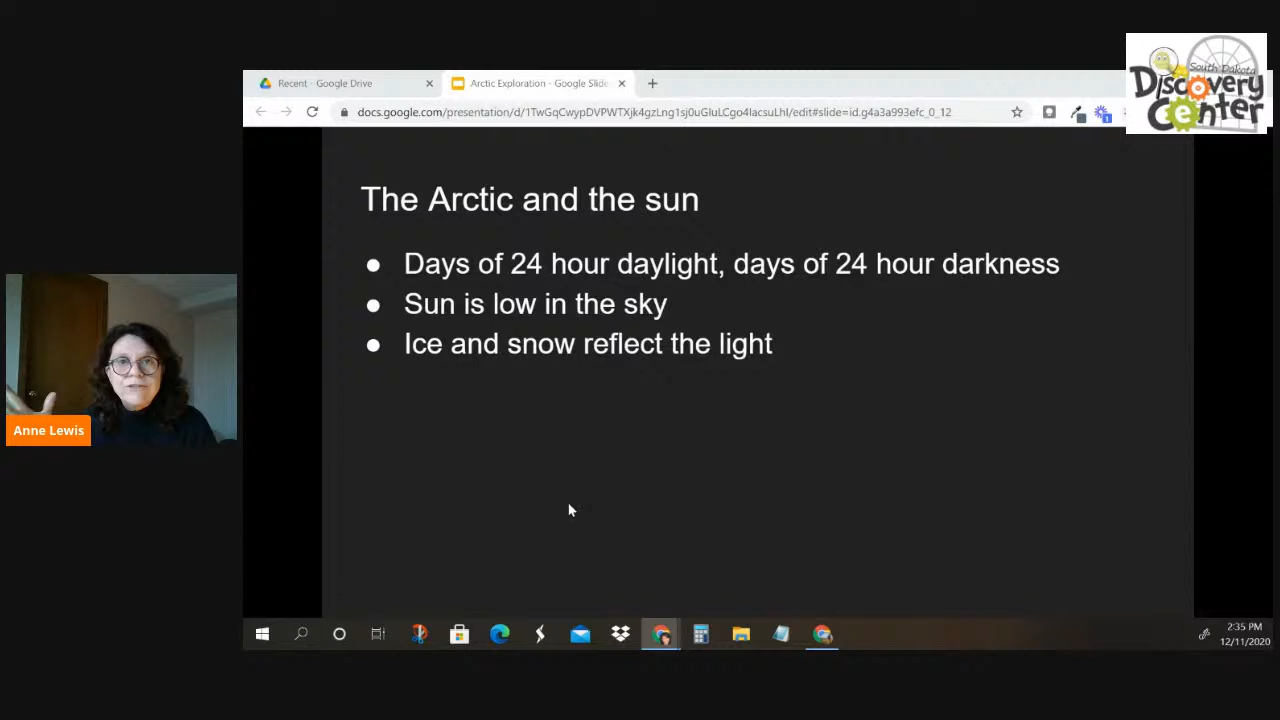 South Dakota
Discovery
Center
Recent - Google Drive
Arctic Exploration - Google Slide
docs.google.com/presentation/d/1TwGqCwypDVPWTXjk4gzLng1sj0uGluLCgo4lacsuLhI/edit#slide=id.g4a3a993efc_0_12
The Arctic and the sun
● Days of 24 hour daylight, days of 24 hour darkness
● Sun is low in the sky
● Ice and snow reflect the light
Anne Lewis
2:35 PM
12/11/2020